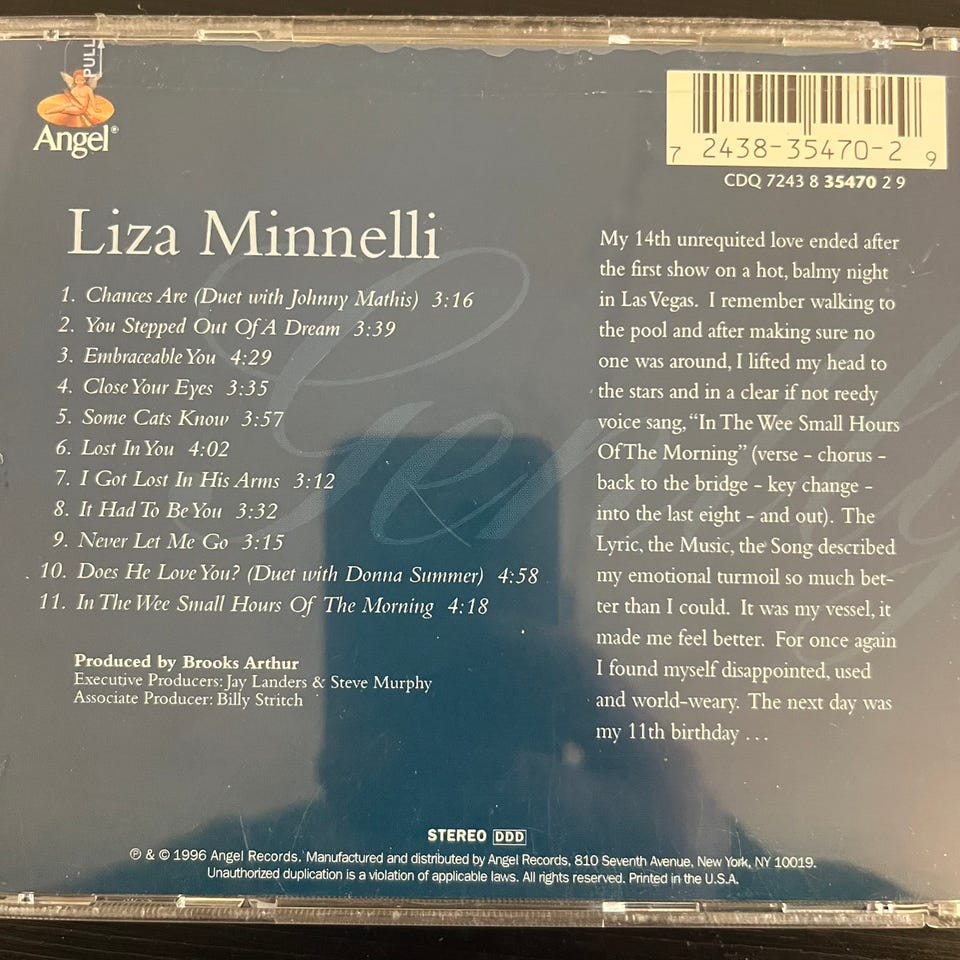 PULL
Angel®
7 2438-35470-2 9
CDQ 7243 8 35470 2 9
Liza Minnelli
Gently
1. Chances Are (Duet with Johnny Mathis) 3:16
2. You Stepped Out Of A Dream 3:39
3. Embraceable You 4:29
4. Close Your Eyes 3:35
5. Some Cats Know 3:57
6. Lost In You 4:02
7. I Got Lost In His Arms 3:12
8. It Had To Be You 3:32
9. Never Let Me Go 3:15
10. Does He Love You? (Duet with Donna Summer) 4:58
11. In The Wee Small Hours Of The Morning 4:18
Produced by Brooks Arthur
Executive Producers: Jay Landers & Steve Murphy
Associate Producer: Billy Stritch
My 14th unrequited love ended after
the first show on a hot, balmy night
in Las Vegas. I remember walking to
the pool and after making sure no
one was around, I lifted my head to
the stars and in a clear if not reedy
voice sang, "In The Wee Small Hours
Of The Morning" (verse - chorus -
back to the bridge - key change -
into the last eight - and out). The
Lyric, the Music, the Song described
my emotional turmoil so much bet-
ter than I could. It was my vessel, it
made me feel better. For once again
I found myself disappointed, used
and world-weary. The next day was
my 11th birthday . . .
STEREO DDD
℗ & © 1996 Angel Records. Manufactured and distributed by Angel Records, 810 Seventh Avenue, New York, NY 10019.
Unauthorized duplication is a violation of applicable laws. All rights reserved. Printed in the U.S.A.